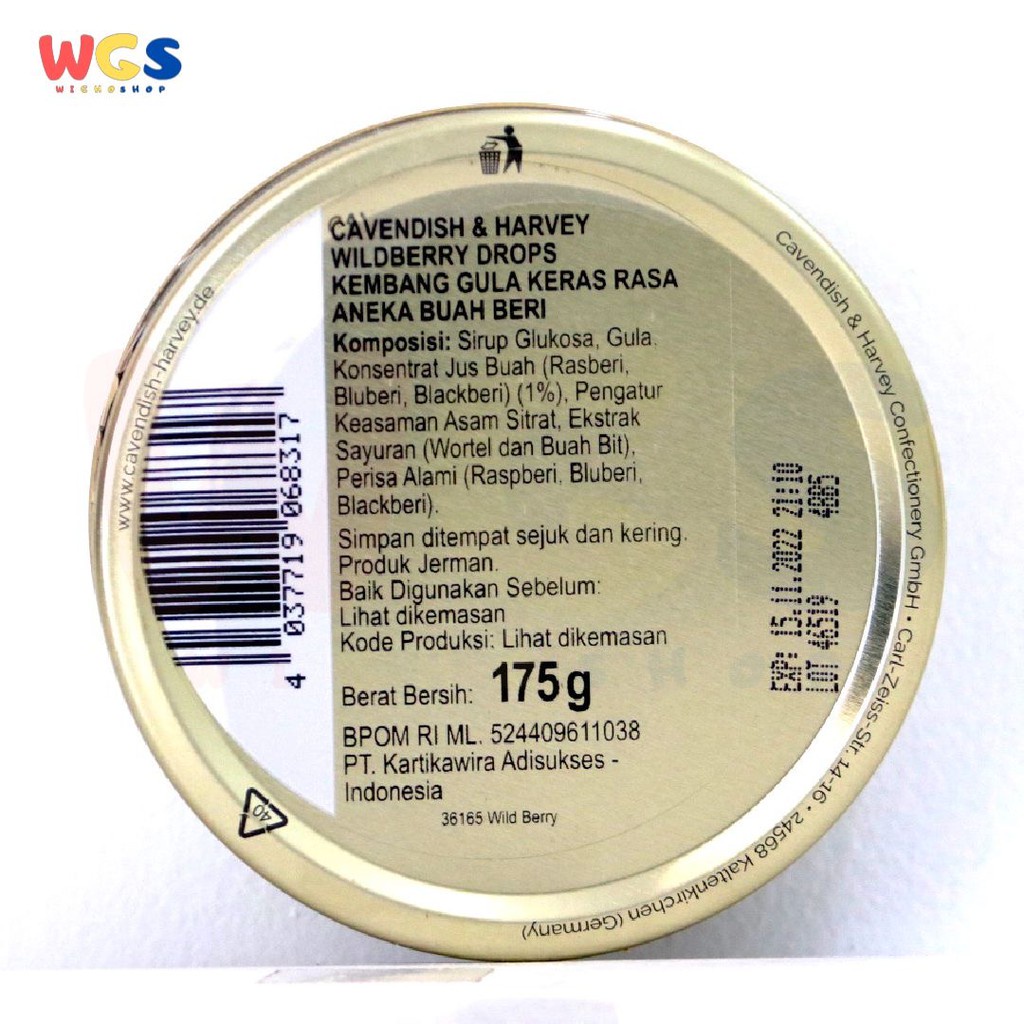 WGS
WICKOSHOP
CAVENDISH & HARVEY
WILDBERRY DROPS
KEMBANG GULA KERAS RASA
ANEKA BUAH BERI
Komposisi: Sirup Glukosa, Gula.
Konsentrat Jus Buah (Rasberi,
Bluberi, Blackberi) (1%), Pengatur
Keasaman Asam Sitrat, Ekstrak
Sayuran (Wortel dan Buah Bit),
Perisa Alami (Raspberi, Bluberi,
Blackberi).
Simpan ditempat sejuk dan kering.
Produk Jerman.
Baik Digunakan Sebelum:
Lihat dikemasan
Kode Produksi: Lihat dikemasan
Berat Bersih: 175g
BPOM RI ML. 524409611038
PT. Kartikawira Adisukses -
Indonesia
36165 Wild Berry
www.cavendish-harvey.de
4 037719 068317
EXP: 15.11.2022 21:10
LOT 46519 4085
Cavendish & Harvey Confectionery GmbH • Carl-Zeiss-Str. 14-16 • 24568 Kaltenkirchen (Germany)
40